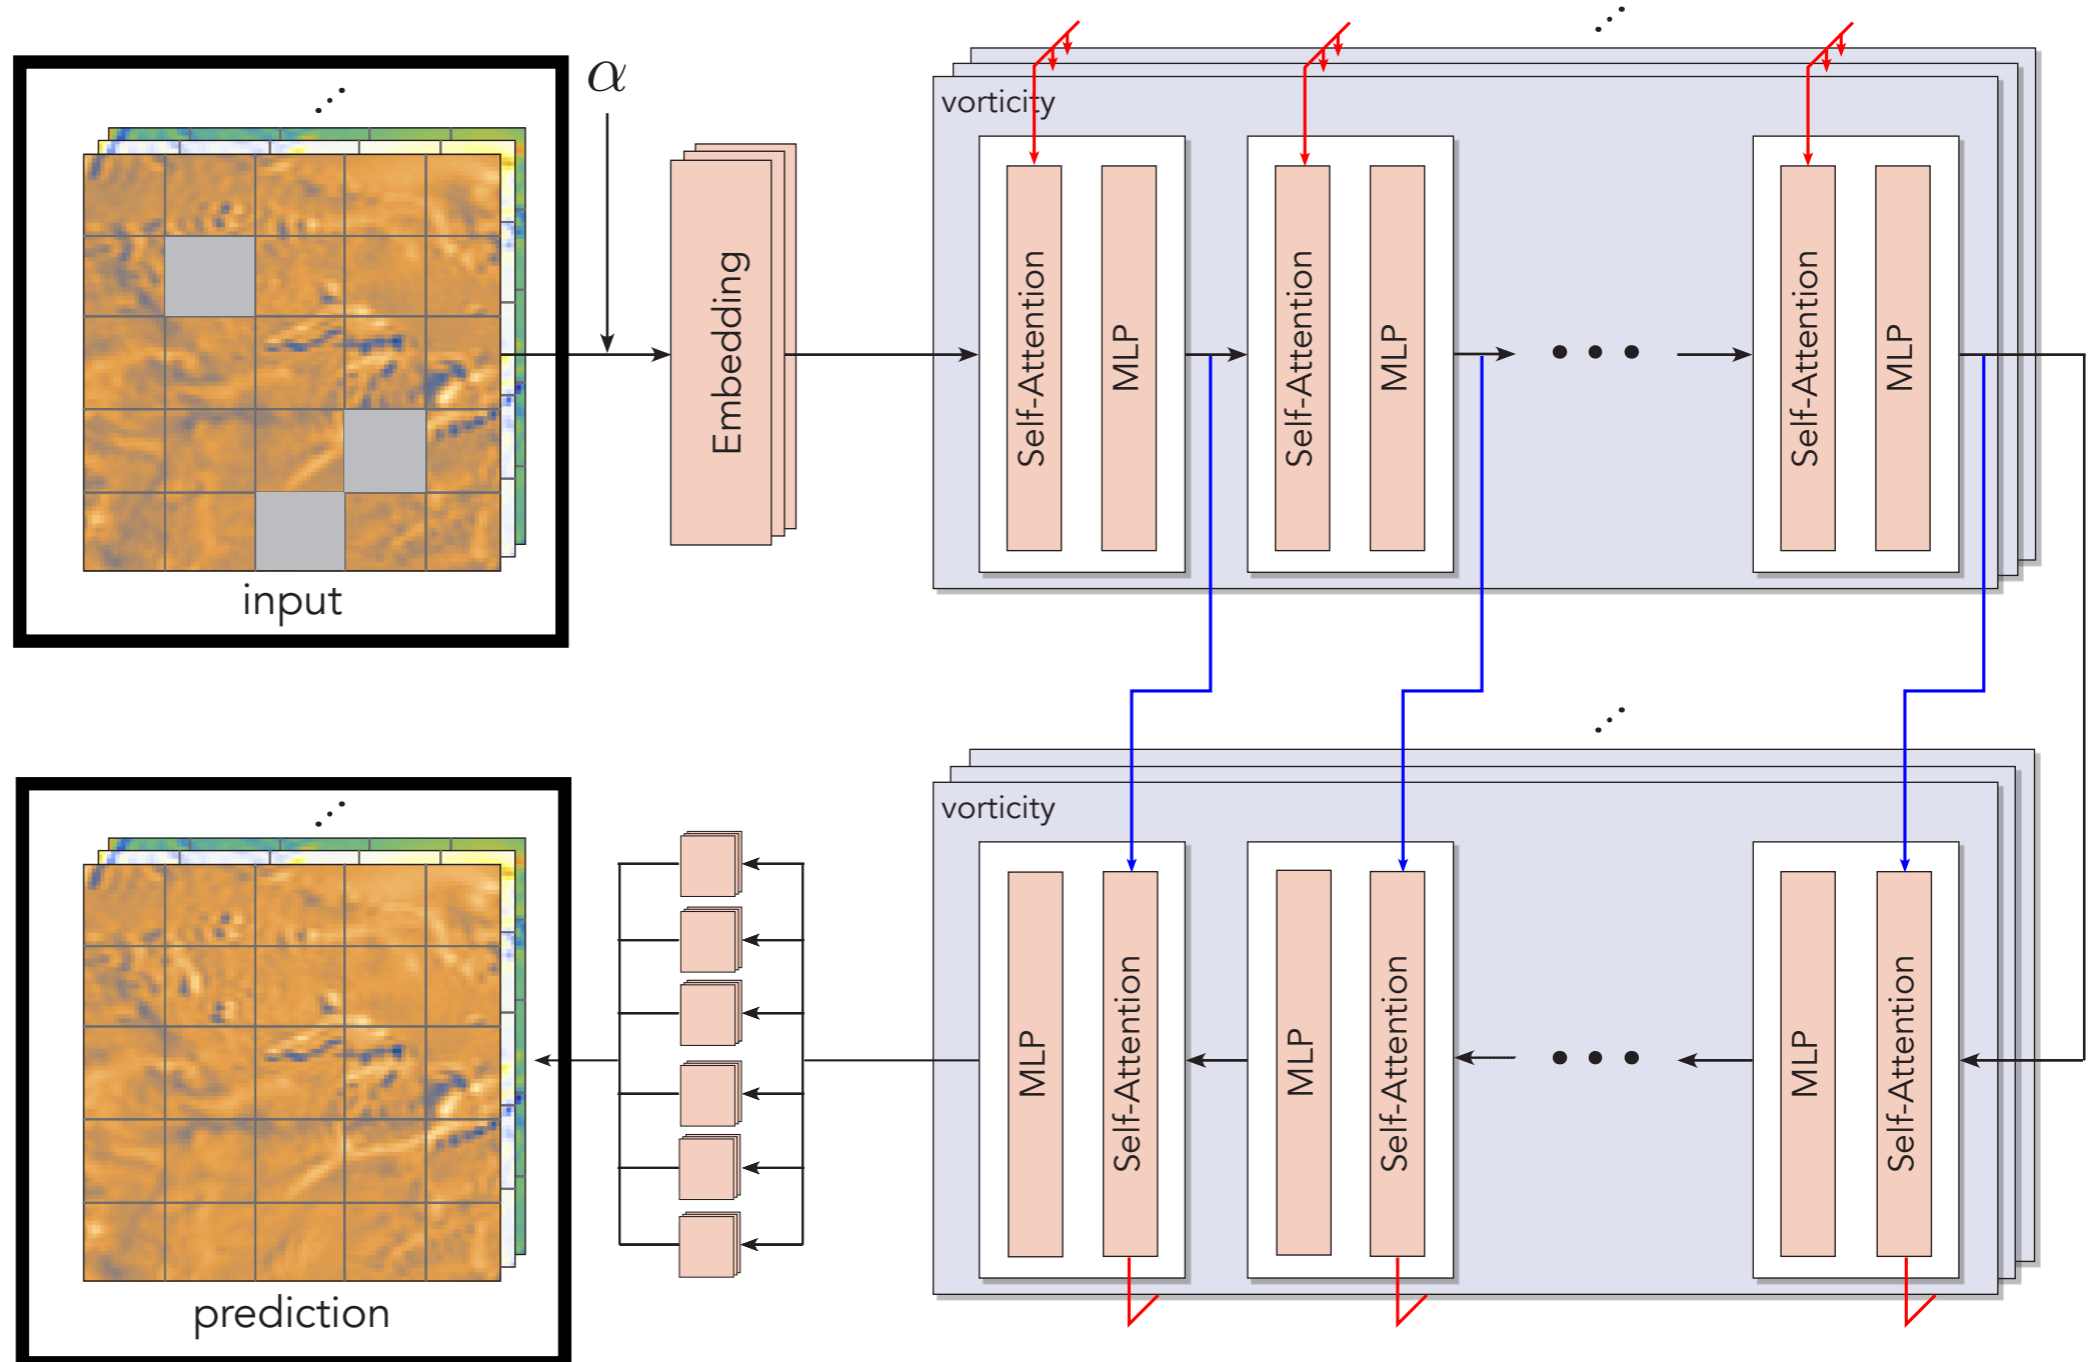 α
vorticity
input
Embedding
Self-Attention
MLP
Self-Attention
MLP
Self-Attention
MLP
vorticity
prediction
MLP
Self-Attention
MLP
Self-Attention
MLP
Self-Attention